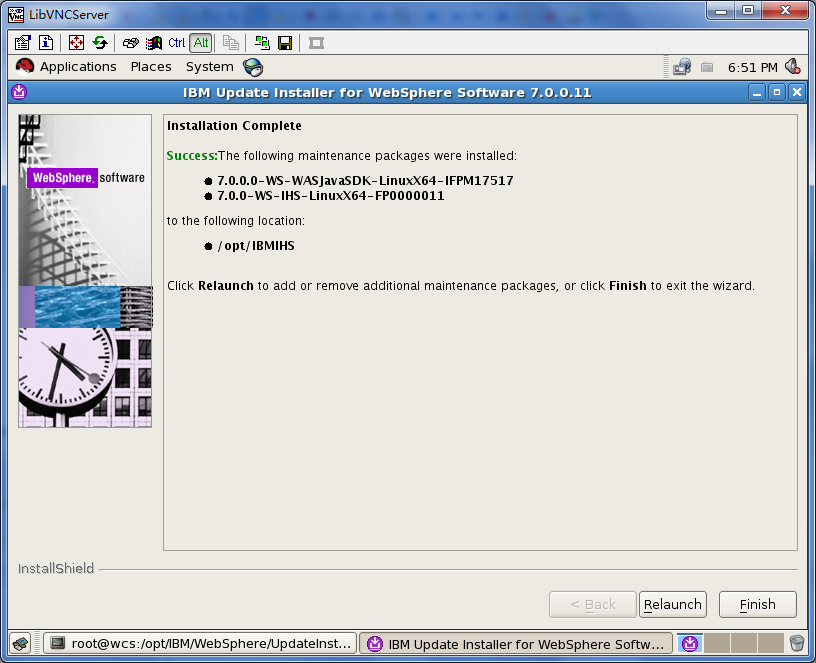 LibVNCServer
Ctrl Alt
Applications Places System 6:51 PM
IBM Update Installer for WebSphere Software 7.0.0.11
WebSphere. software
Installation Complete
Success:The following maintenance packages were installed:
7.0.0.0-WS-WASJavaSDK-LinuxX64-IFPM17517
7.0.0-WS-IHS-LinuxX64-FP0000011
to the following location:
/opt/IBMIHS
Click Relaunch to add or remove additional maintenance packages, or click Finish to exit the wizard.
InstallShield
< Back Relaunch Finish
root@wcs:/opt/IBM/WebSphere/UpdateInst... IBM Update Installer for WebSphere Softw...